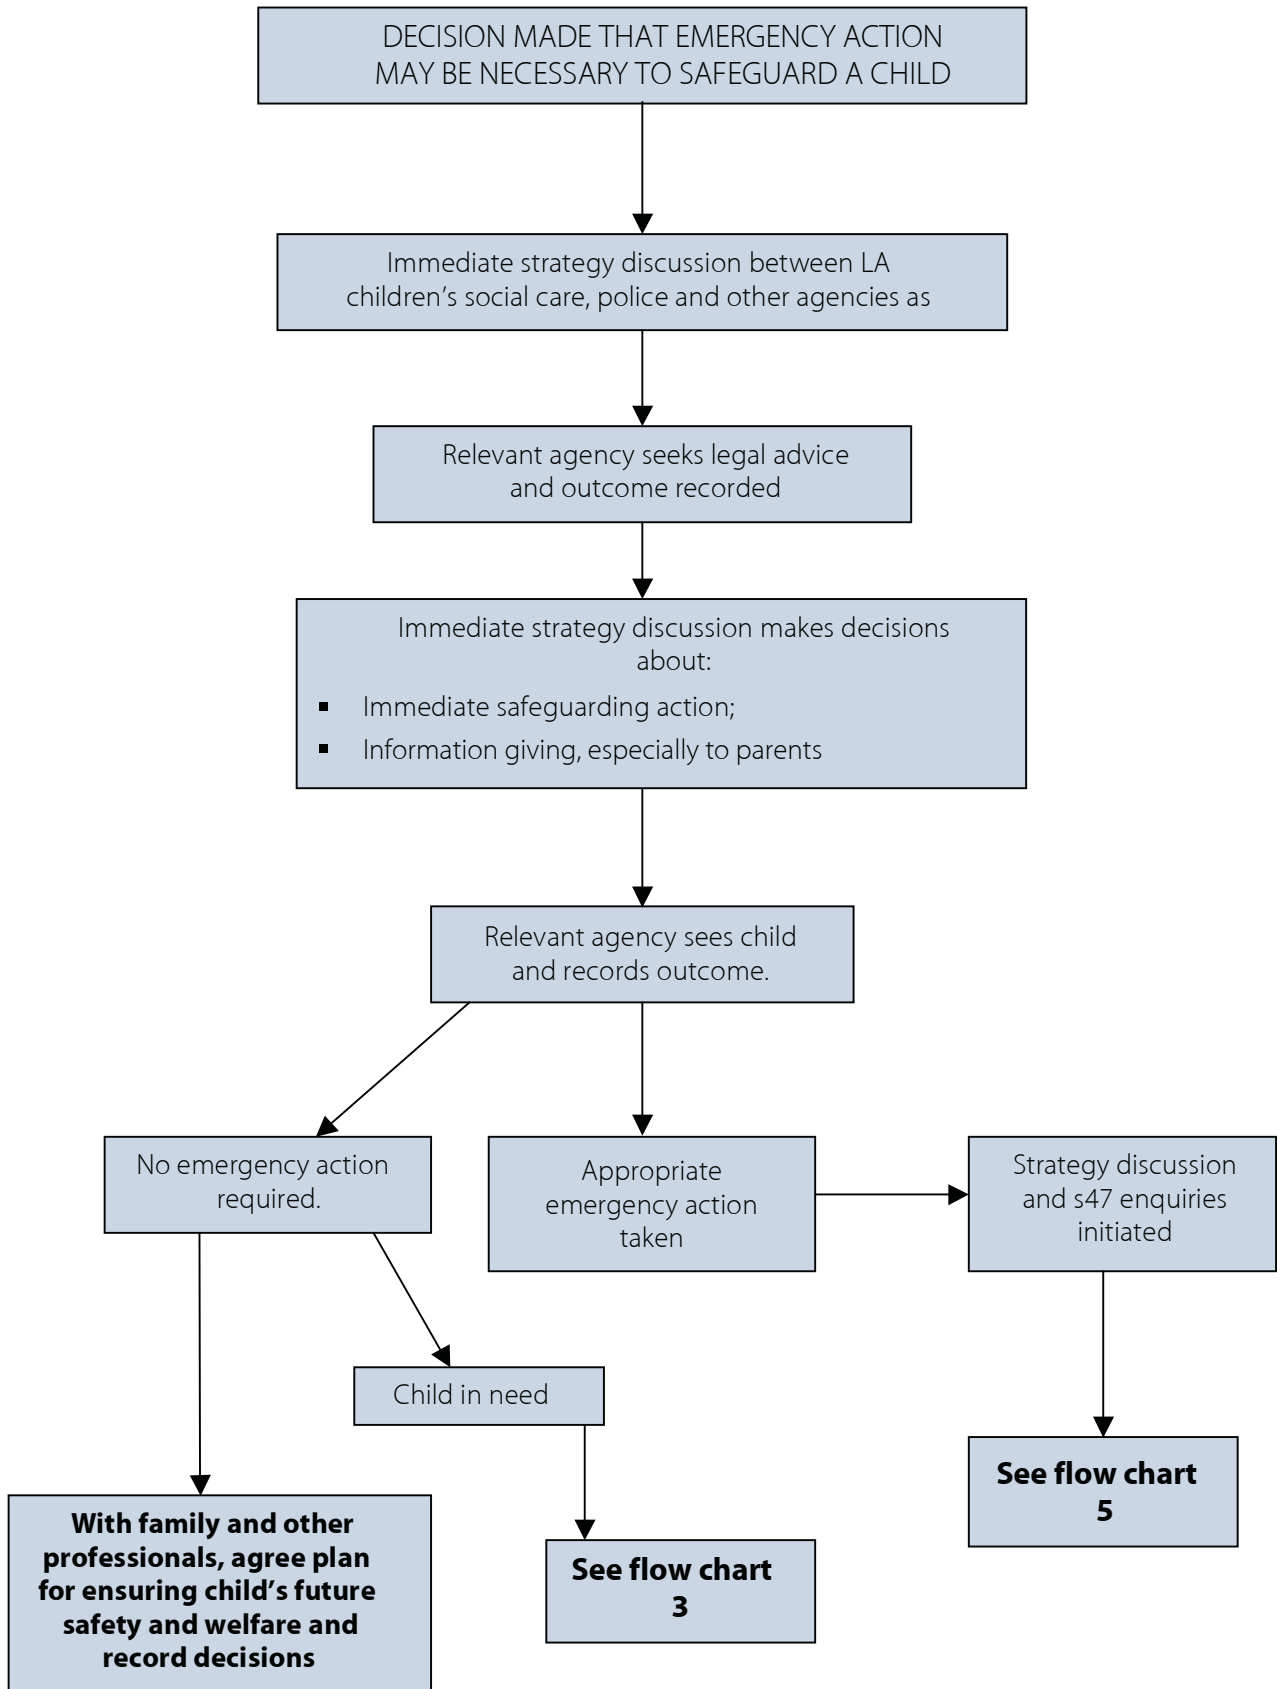 DECISION MADE THAT EMERGENCY ACTION
MAY BE NECESSARY TO SAFEGUARD A CHILD
Immediate strategy discussion between LA
children’s social care, police and other agencies as
Relevant agency seeks legal advice
and outcome recorded
Immediate strategy discussion makes decisions
about:
▪ Immediate safeguarding action;
▪ Information giving, especially to parents
Relevant agency sees child
and records outcome.
No emergency action
required.
Appropriate
emergency action
taken
Strategy discussion
and s47 enquiries
initiated
Child in need
See flow chart
5
With family and other
professionals, agree plan
for ensuring child’s future
safety and welfare and
record decisions
See flow chart
3